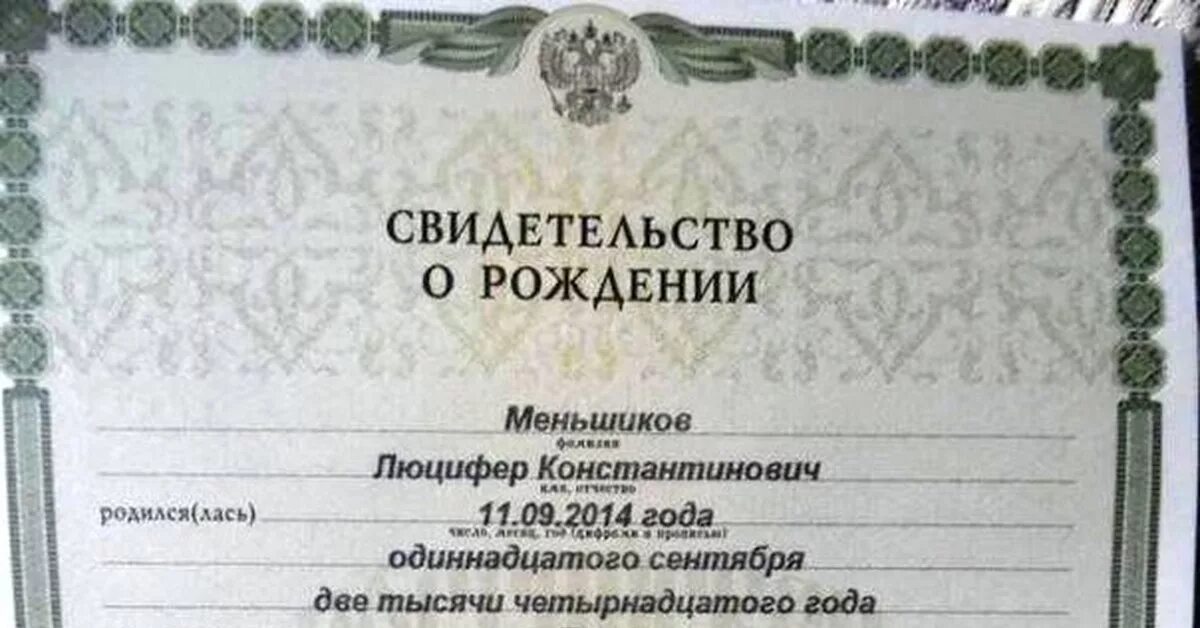 СВИДЕТЕЛЬСТВО
О РОЖДЕНИИ
Меньшиков
фамилия
Люцифер Константинович
имя, отчество
родился(лась) 11.09.2014 года
число, месяц, год (цифрами и прописью)
одиннадцатого сентября
две тысячи четырнадцатого года